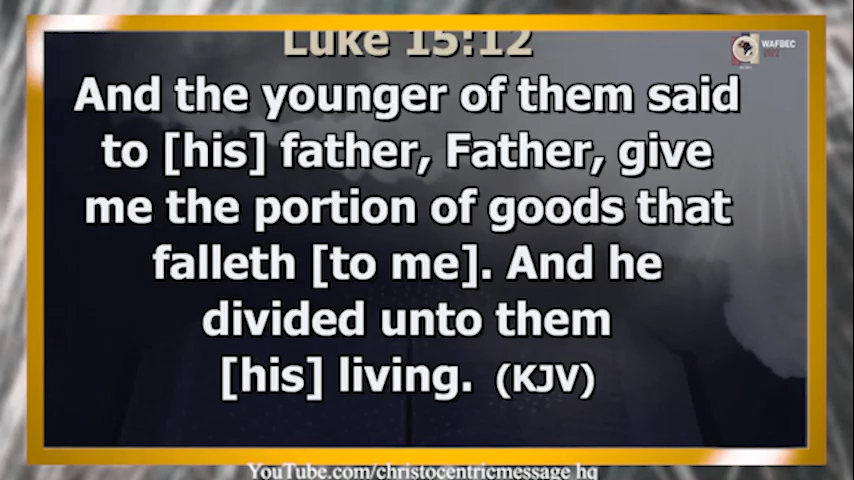 Luke 15:12
WAFBEC
And the younger of them said
to [his] father, Father, give
me the portion of goods that
falleth [to me]. And he
divided unto them
[his] living. (KJV)
YouTube.com/christocentricmessage hq